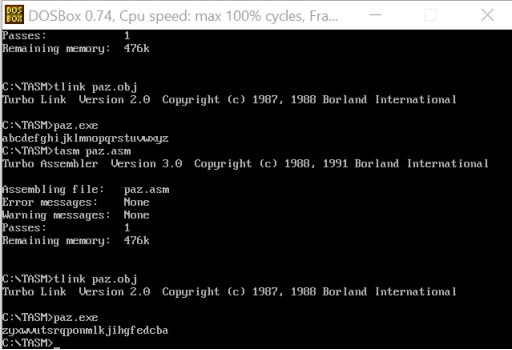 DOS
BOX
DOSBox 0.74, Cpu speed: max 100% cycles, Fra...
Passes: 1
Remaining memory: 476k
C:\TASM>tlink paz.obj
Turbo Link Version 2.0 Copyright (c) 1987, 1988 Borland International
C:\TASM>paz.exe
abcdefghijklmnopqrstuvwxyz
C:\TASM>tasm paz.asm
Turbo Assembler Version 3.0 Copyright (c) 1988, 1991 Borland International
Assembling file: paz.asm
Error messages: None
Warning messages: None
Passes: 1
Remaining memory: 476k
C:\TASM>tlink paz.obj
Turbo Link Version 2.0 Copyright (c) 1987, 1988 Borland International
C:\TASM>paz.exe
zyxwvutsrqponmlkjihgfedcba
C:\TASM>_